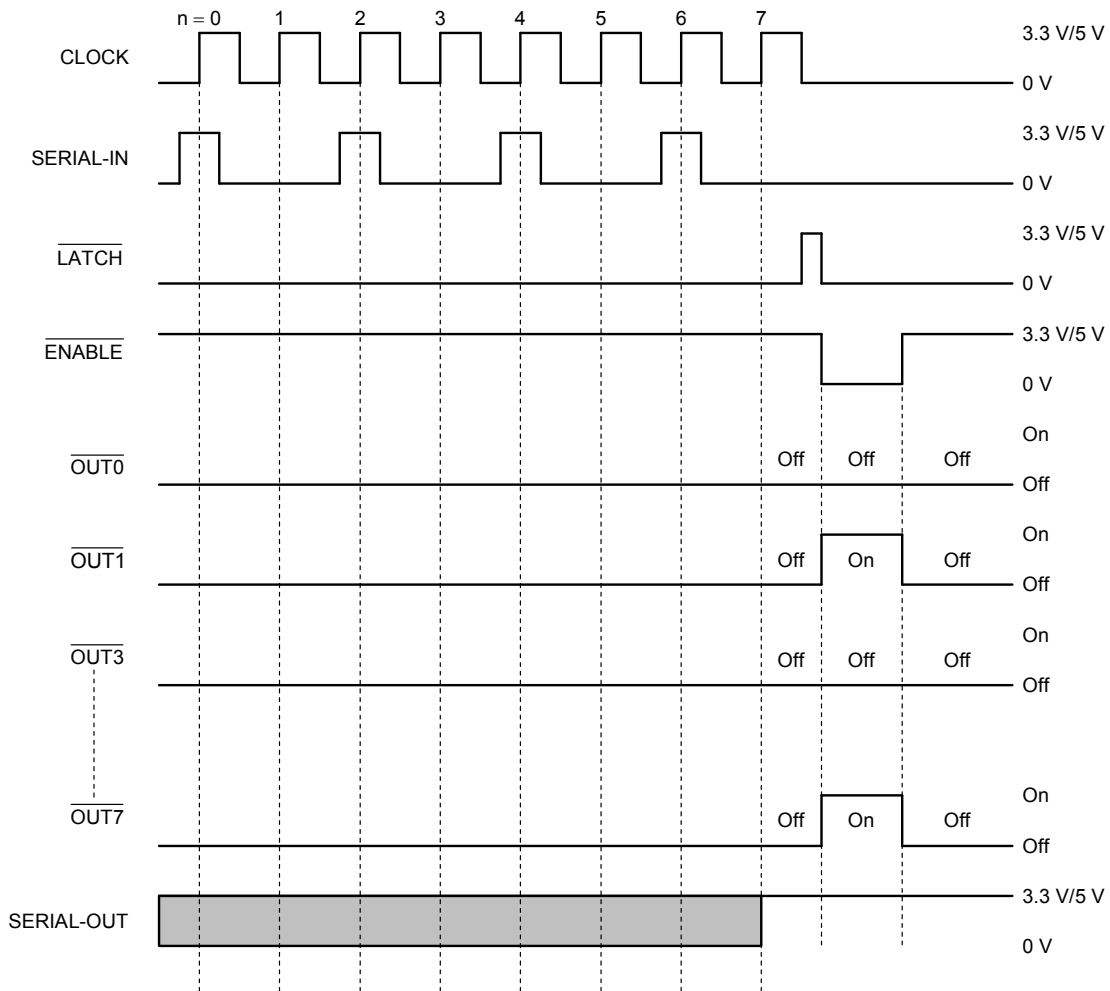 n = 0 1 2 3 4 5 6 7
CLOCK
3.3 V/5 V
0 V
SERIAL-IN
3.3 V/5 V
0 V
LATCH
3.3 V/5 V
0 V
ENABLE
3.3 V/5 V
0 V
OUT0
Off Off Off
On
Off
OUT1
Off On Off
On
Off
OUT3
Off Off Off
On
Off
OUT7
Off On Off
On
Off
SERIAL-OUT
3.3 V/5 V
0 V